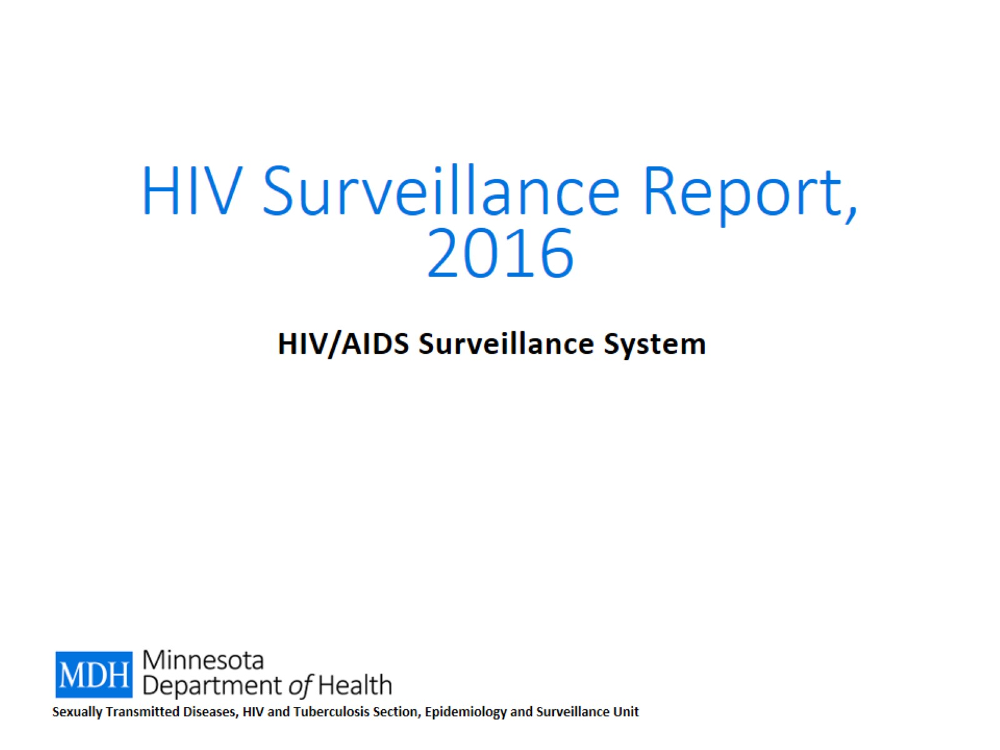 HIV Surveillance Report,
2016
HIV/AIDS Surveillance System
MDH
Minnesota
Department of Health
Sexually Transmitted Diseases, HIV and Tuberculosis Section, Epidemiology and Surveillance Unit